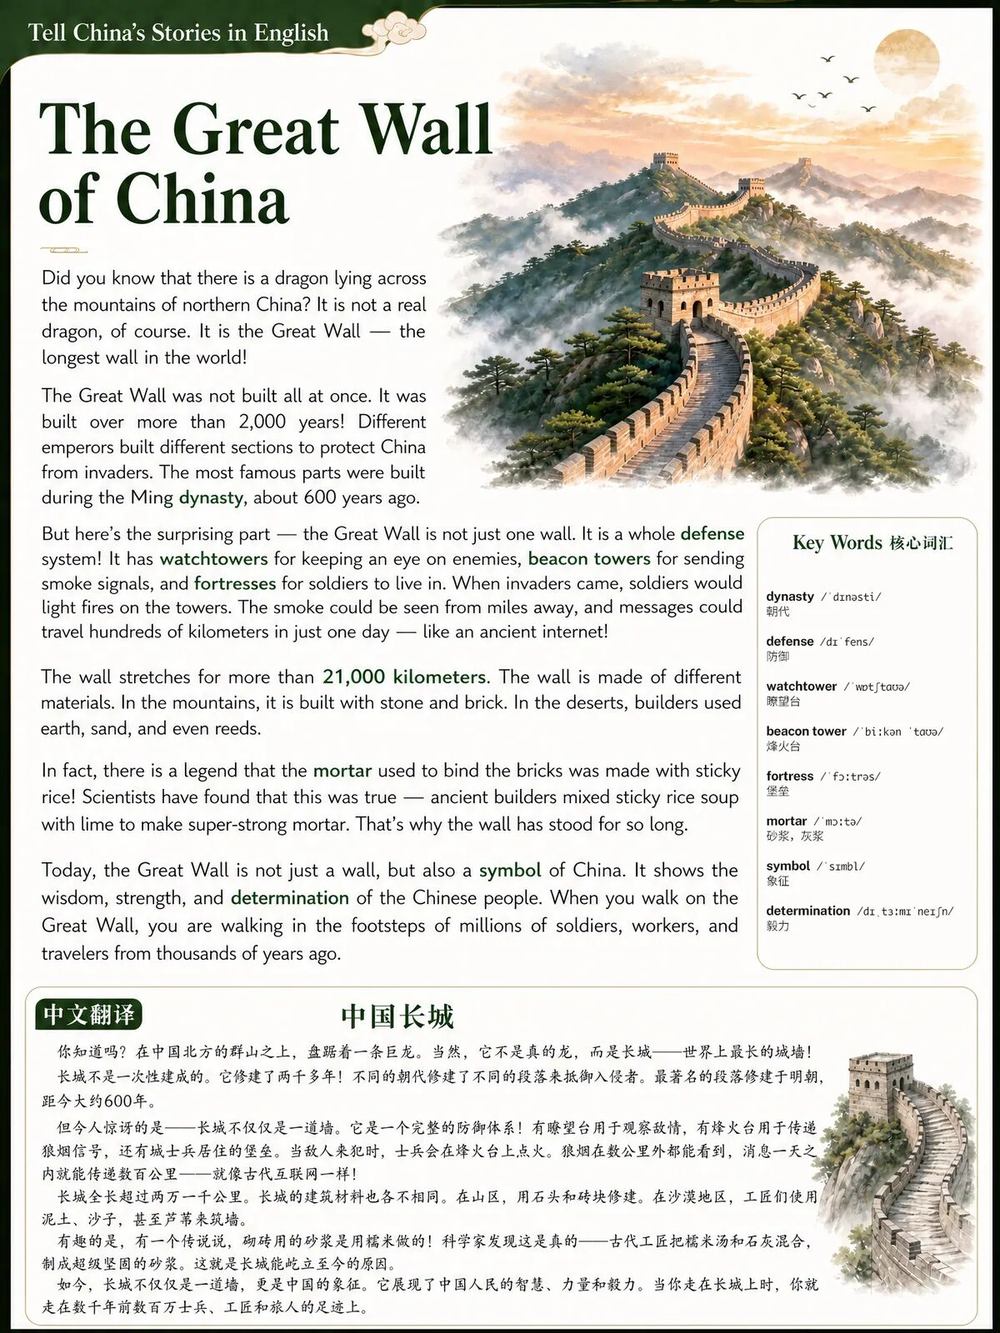 Tell China's Stories in English
The Great Wall
of China
Did you know that there is a dragon lying across
the mountains of northern China? It is not a real
dragon, of course. It is the Great Wall — the
longest wall in the world!
The Great Wall was not built all at once. It was
built over more than 2,000 years! Different
emperors built different sections to protect China
from invaders. The most famous parts were built
during the Ming dynasty, about 600 years ago.
But here's the surprising part — the Great Wall is not just one wall. It is a whole defense
system! It has watchtowers for keeping an eye on enemies, beacon towers for sending
smoke signals, and fortresses for soldiers to live in. When invaders came, soldiers would
light fires on the towers. The smoke could be seen from miles away, and messages could
travel hundreds of kilometers in just one day — like an ancient internet!
The wall stretches for more than 21,000 kilometers. The wall is made of different
materials. In the mountains, it is built with stone and brick. In the deserts, builders used
earth, sand, and even reeds.
In fact, there is a legend that the mortar used to bind the bricks was made with sticky
rice! Scientists have found that this was true — ancient builders mixed sticky rice soup
with lime to make super-strong mortar. That's why the wall has stood for so long.
Today, the Great Wall is not just a wall, but also a symbol of China. It shows the
wisdom, strength, and determination of the Chinese people. When you walk on the
Great Wall, you are walking in the footsteps of millions of soldiers, workers, and
travelers from thousands of years ago.
Key Words 核心词汇
dynasty /ˈdɪnəsti/
朝代
defense /dɪˈfens/
防御
watchtower /ˈwɒtʃtaʊə/
瞭望台
beacon tower /ˈbiːkən ˈtaʊə/
烽火台
fortress /ˈfɔːtrəs/
堡垒
mortar /ˈmɔːtə/
砂浆，灰浆
symbol /ˈsɪmbl/
象征
determination /dɪˌtɜːmɪˈneɪʃn/
毅力
中文翻译
中国长城
你知道吗？在中国北方的群山之上，盘踞着一条巨龙。当然，它不是真的龙，而是长城——世界上最长的城墙！
长城不是一次性建成的。它修建了两千多年！不同的朝代修建了不同的段落来抵御入侵者。最著名的段落修建于明朝，
距今大约600年。
但令人惊讶的是——长城不仅仅是一道墙。它是一个完整的防御体系！有瞭望台用于观察敌情，有烽火台用于传递
狼烟信号，还有城士兵居住的堡垒。当敌人来犯时，士兵会在烽火台上点火。狼烟在数公里外都能看到，消息一天之
内就能传递数百公里——就像古代互联网一样！
长城全长超过两万一千公里。长城的建筑材料也各不相同。在山区，用石头和砖块修建。在沙漠地区，工匠们使用
泥土、沙子，甚至芦苇来筑墙。
有趣的是，有一个传说说，砌砖用的砂浆是用糯米做的！科学家发现这是真的——古代工匠把糯米汤和石灰混合，
制成超级坚固的砂浆。这就是长城能屹立至今的原因。
如今，长城不仅仅是一道墙，更是中国的象征。它展现了中国人民的智慧、力量和毅力。当你走在长城上时，你就
走在数千年前数百万士兵、工匠和旅人的足迹上。